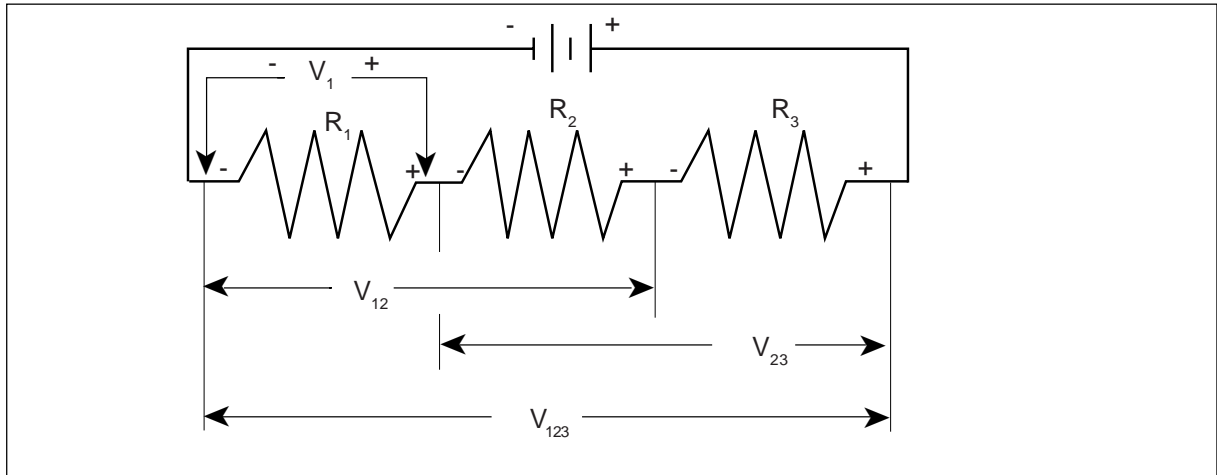 - +
- V₁ +
R₁ R₂ R₃
- + - + - +
V₁₂
V₂₃
V₁₂₃